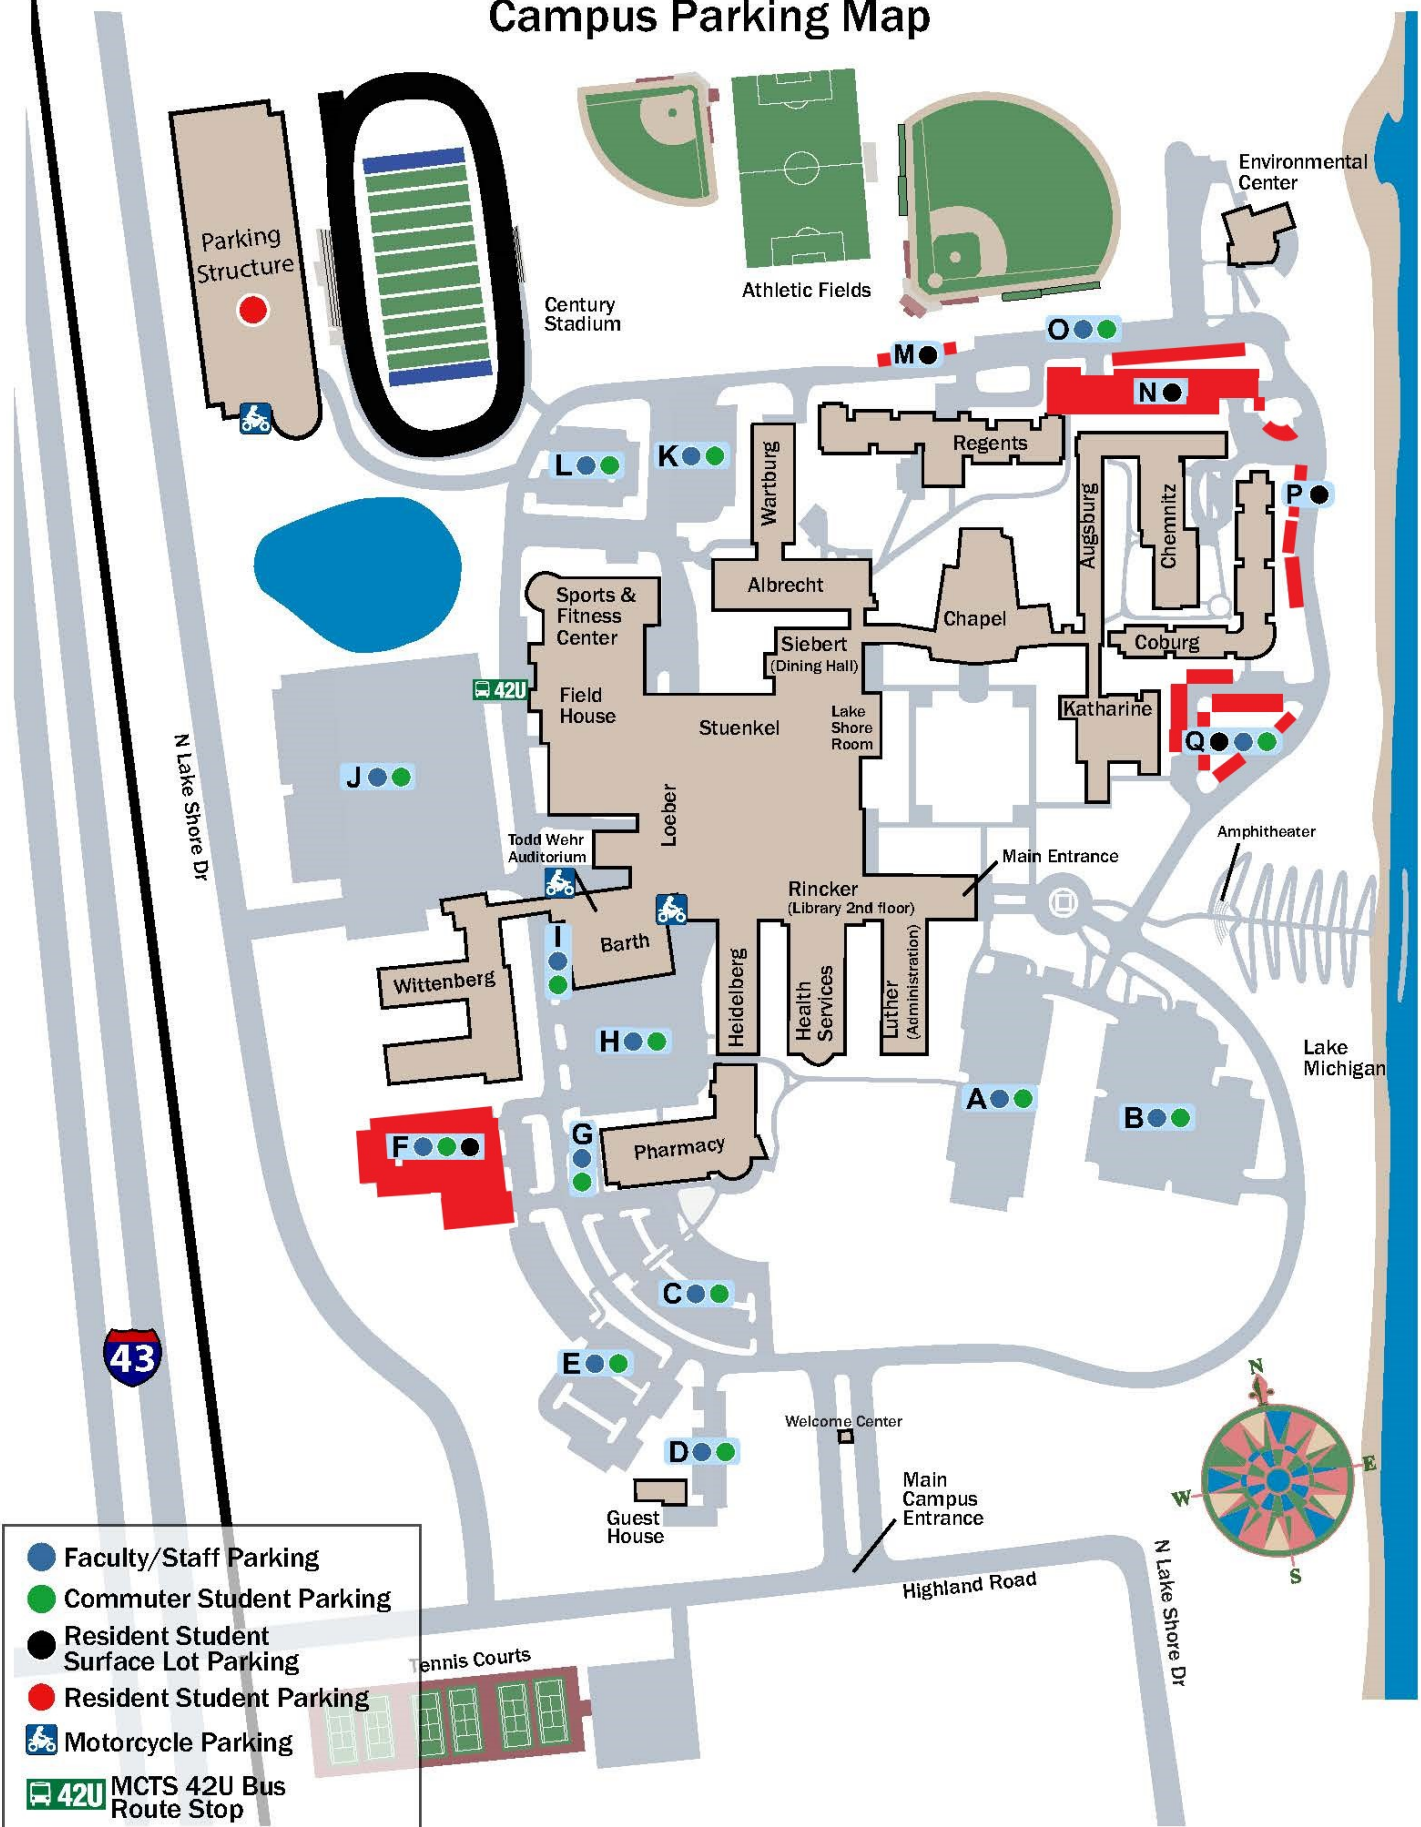 Campus Parking Map
Environmental
Center
Parking
Structure
Century
Stadium
Athletic Fields
O
M
N
L
K
Wartburg
Regents
Augsburg
Chemnitz
P
Albrecht
Sports &
Fitness
Center
Chapel
Siebert
(Dining Hall)
Coburg
42U
Field
House
Stuenkel
Lake
Shore
Room
Katharine
Q
N Lake Shore Dr
J
Loeber
Todd Wehr
Auditorium
Main Entrance
Amphitheater
Rincker
(Library 2nd floor)
I
Barth
Wittenberg
Heidelberg
Health
Services
Luther
(Administration)
H
Lake
Michigan
A
B
F
G
Pharmacy
C
43
E
Welcome Center
D
Guest
House
Main
Campus
Entrance
N
E
W
S
Highland Road
N Lake Shore Dr
Tennis Courts
Faculty/Staff Parking
Commuter Student Parking
Resident Student
Surface Lot Parking
Resident Student Parking
Motorcycle Parking
42U MCTS 42U Bus
Route Stop